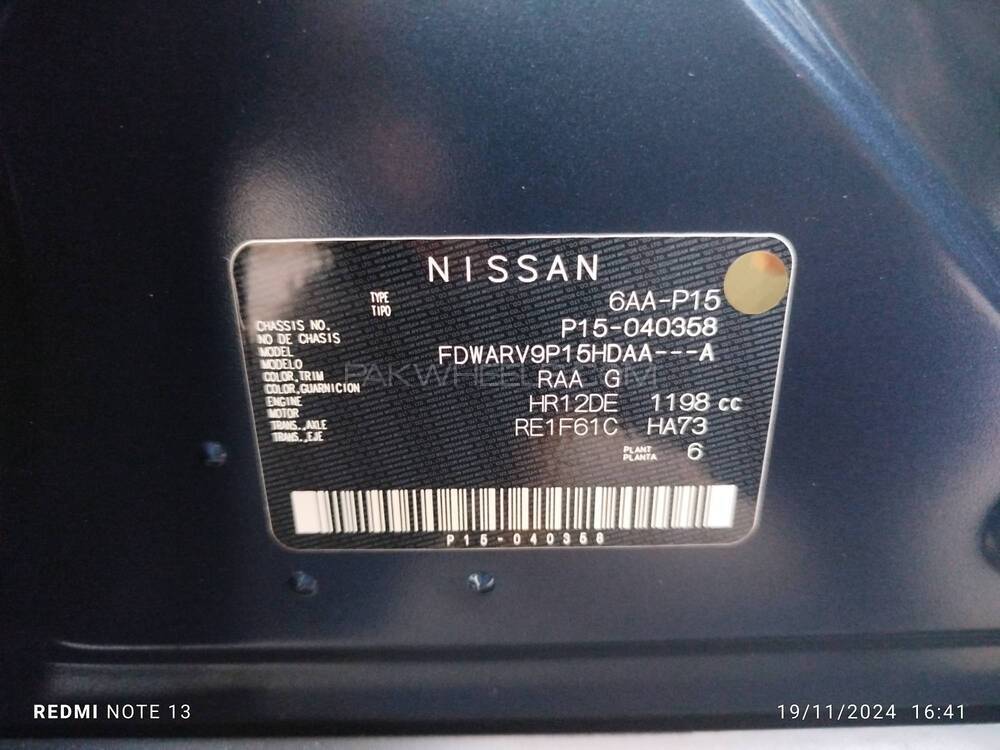 NISSAN
TYPE 6AA-P15
TIPO
CHASSIS NO. P15-040358
NO DE CHASIS
MODEL FDWARV9P15HDAA---A
MODELO
COLOR,TRIM RAA G
COLOR,GUARNICION
ENGINE HR12DE 1198 cc
MOTOR
TRANS.,AXLE RE1F61C HA73
TRANS.,EJE
PLANT 6
PLANTA
P15-040358
PAKWHEELS
REDMI NOTE 13
19/11/2024 16:41